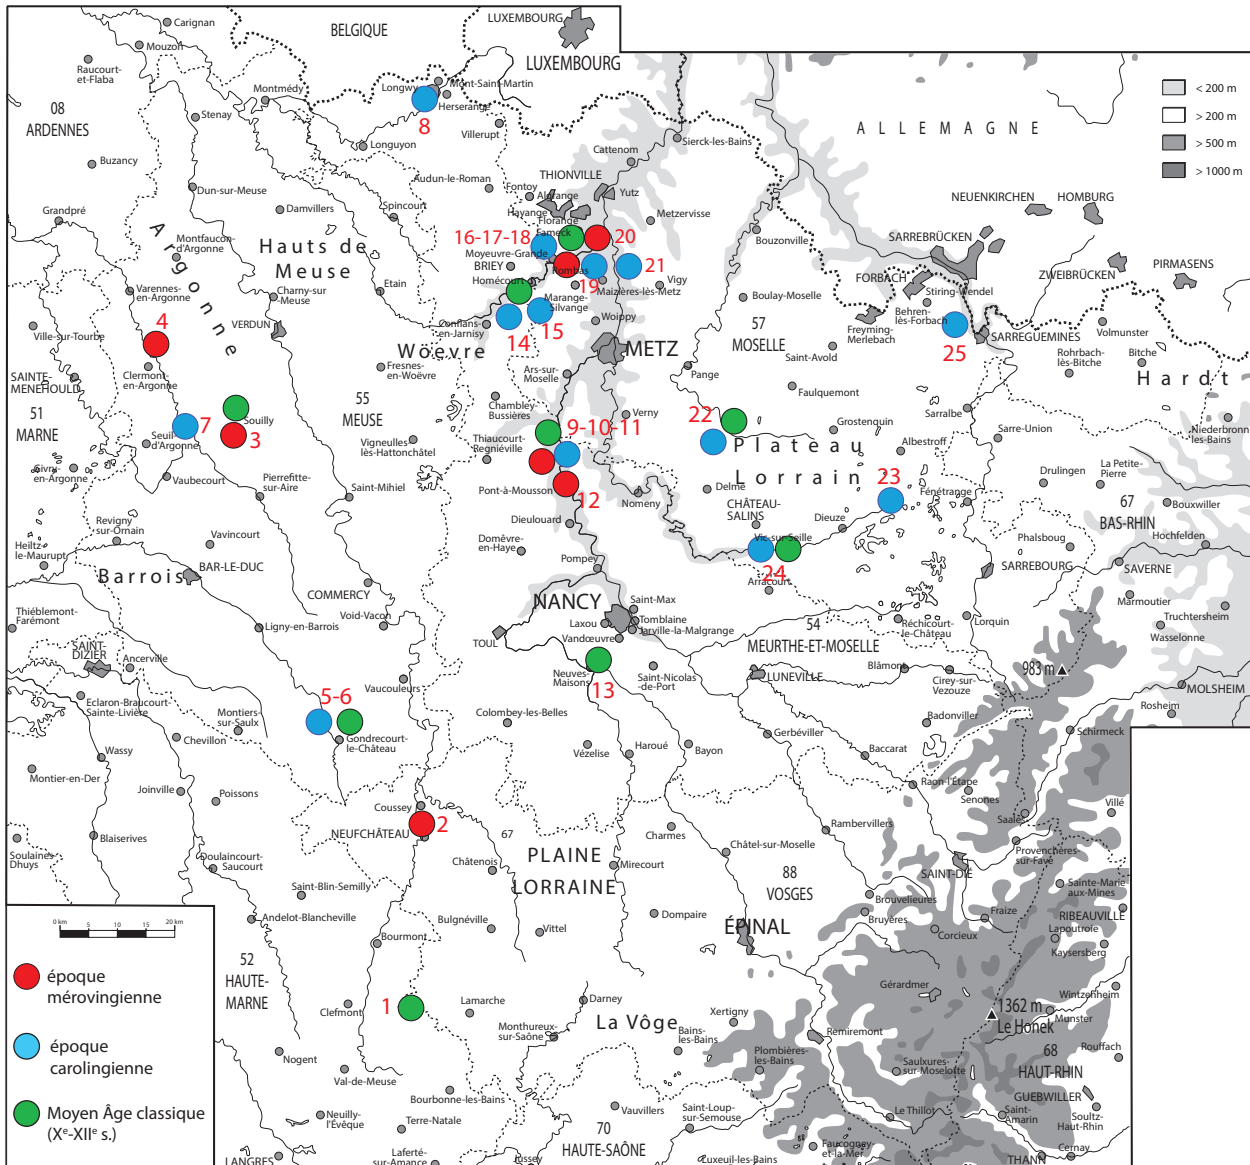 Carignan
Mouzon
Raucourt-
et-Flaba
08
ARDENNES
Buzancy
Grandpré
Montmédy
Stenay
Dun-sur-Meuse
Damvillers
Montfaucon-
d'Argonne
Argonne
Hauts de
Meuse
BELGIQUE
LUXEMBOURG
LUXEMBOURG
Longwy
Mont-Saint-Martin
Herserange
8
Villerupt
Longuyon
Audun-le-Roman
Spincourt
Fontoy
THIONVILLE
Cattenom
Sierck-les-Bains
Algrange
Yutz
Hayange
Florange
Fameck
Metzervisse
16-17-18
20
Moyeuvre-Grande
BRIEY
Rombas
21
Homécourt
19
Maizières-lès-Metz
Vigy
Marange-
Silvange
Conflans-
en-Jarnisy
14
15
Woippy
Woëvre
METZ
Ars-sur-
Moselle
ALLEMAGNE
< 200 m
> 200 m
> 500 m
> 1000 m
NEUENKIRCHEN
HOMBURG
Bouzonville
SARREBRÜCKEN
ZWEIBRÜCKEN
PIRMASENS
FORBACH
Stiring-Wendel
Boulay-Moselle
Behren-
lès-Forbach
Freyming-
Merlebach
25
SARREGUEMINES
Volmunster
Rohrbach-
lès-Bitche
Bitche
Hardt
57
MOSELLE
Saint-Avold
Pange
Faulquemont
Varennes-
en-Argonne
Charny-sur
-Meuse
Etain
VERDUN
4
Ville-sur-Tourbe
Clermont-
en-Argonne
SAINTE-
MENEHOULD
51
MARNE
Fresnes-
en-Woëvre
55
MEUSE
7
Souilly
3
Seuil-
d'Argonne
Givry-
en-Argonne
Vaubecourt
Vigneulles
lès-Hattonchâtel
Pierrefitte-
sur-Aire
Saint-Mihiel
Chambley-
Bussières
Verny
9-10-11
Thiaucourt-
Regniéville
Pont-à-Mousson
12
Nomeny
Dieulouard
Domèvre-
en-Haye
Pompey
22
Grostenquin
Plateau
Lorrain
Delme
CHÂTEAU-
SALINS
Vic-sur-Seille
24
Arracourt
Dieuze
23
Albestroff
Sarralbe
Sarre-Union
Fénétrange
Drulingen
La Petite-
Pierre
Niederbronn
les-Bains
67
BAS-RHIN
Bouxwiller
Hochfelden
Phalsboug
SARREBOURG
SAVERNE
Marmoutier
Truchtersheim
Wasselonne
MOLSHEIM
Rosheim
Schirmeck
983 m
Lorquin
Réchicourt-
le-Château
Revigny
sur-Ornain
Heiltz
-le-Maurupt
Vavincourt
Barrois
BAR-LE-DUC
COMMERCY
Void-Vacon
Ligny-en-Barrois
Thiéblemont-
Farémont
SAINT-
DIZIER
Ancerville
Eclaron-Braucourt-
Sainte-Livière
Montiers-
sur-Saulx
Chevillon
Wassy
Montier-en-Der
Joinville
Poissons
5-6
Gondrecourt-
le-Château
Vaucouleurs
TOUL
NANCY
Saint-Max
Tomblaine
Jarville-la-Malgrange
Laxou
Vandœuvre
Neuves-
Maisons
13
Saint-Nicolas
-de-Port
54
MEURTHE-ET-MOSELLE
LUNEVILLE
Blâmont
Cirey-sur-
Vezouze
Badonviller
Colombey-les-Belles
Vézelise
Haroué
Bayon
Gerbéviller
Baccarat
Raon-l'Étape
Senones
Saales
Villé
Coussey
NEUFCHÂTEAU
2
67
PLAINE
LORRAINE
Châtenois
Charmes
Mirecourt
Châtel-sur-Moselle
Rambervillers
88
VOSGES
SAINT-DIÉ
Provenchères-
sur-Fave
Sainte-Marie
aux-Mines
Blaiserives
Soulaines
Dhuys
Doulaincourt-
Saucourt
Saint-Blin-Semilly
Andelot-Blancheville
Bulgnéville
Vittel
Dompaire
ÉPINAL
Brouvelieures
Bruyères
Fraize
Corcieux
RIBEAUVILLE
Lapoutroie
Kaysersberg
Bourmont
52
HAUTE-
MARNE
Clefmont
1
Lamarche
Darney
Monthureux-
sur-Saône
La Vôge
Xertigny
Bains-
les-Bains
Plombières-
les-Bains
Gérardmer
Remiremont
Wintzenheim
1362 m
Le Honek
Munster
Rouffach
68
HAUT-RHIN
Saulxures-
sur-Moselotte
GUEBWILLER
Soultz-
Haut-Rhin
Le Thillot
Saint-
Amarin
Cernay
THANN
Nogent
Val-de-Meuse
Bourbonne-les-Bains
Neuilly-
l'Évêque
Terre-Natale
LANGRES
Laferté-
sur-Amance
Jussey
Vauvillers
70
HAUTE-SAÔNE
Saint-Loup-
sur-Semouse
Luxeuil-les-Bains
Faucogney-
et-la-Mer
0 km
5
10
15
20 km
époque
mérovingienne
époque
carolingienne
Moyen Âge classique
(Xe-XIIe s.)